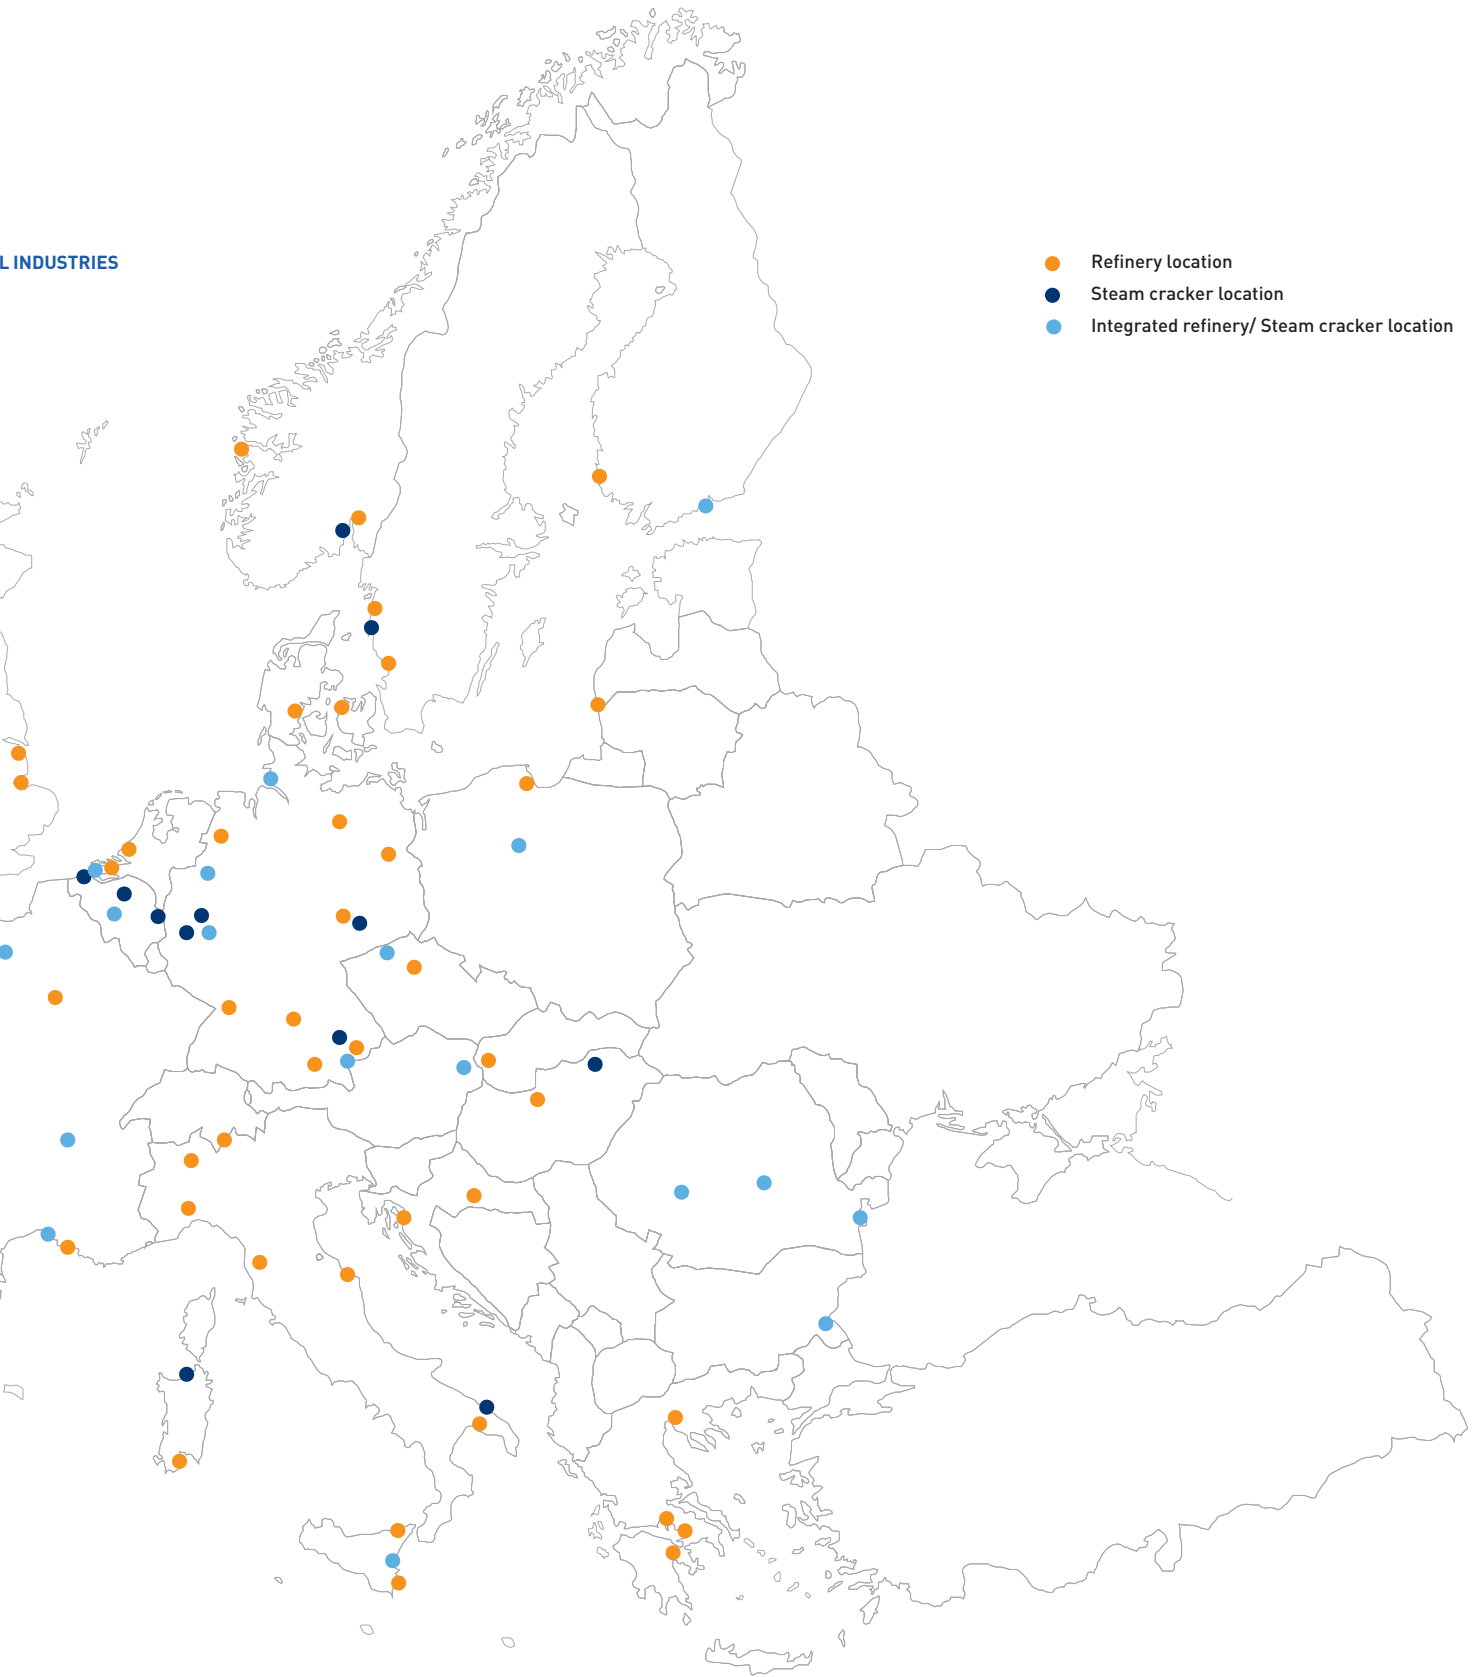 L INDUSTRIES
Refinery location
Steam cracker location
Integrated refinery/ Steam cracker location